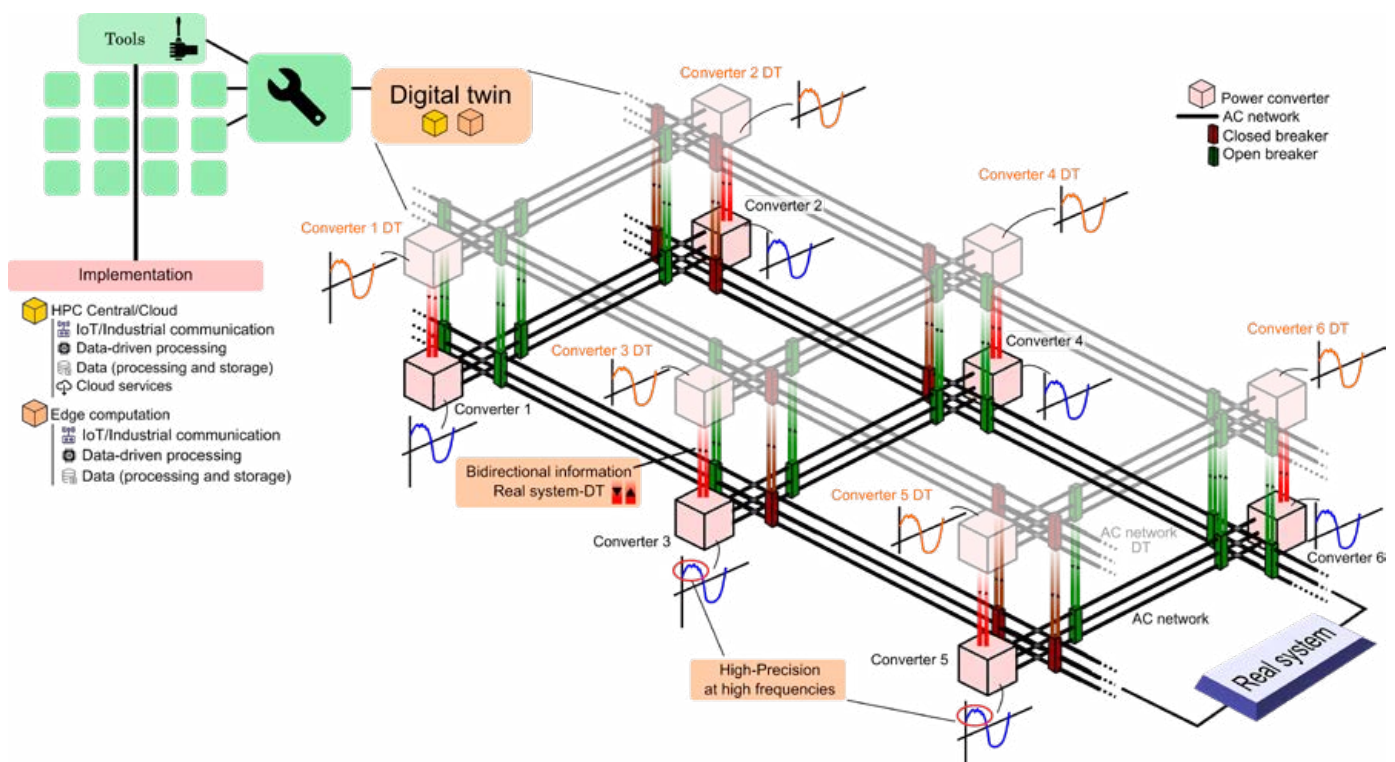 Tools
Digital twin
Implementation
HPC Central/Cloud
IoT/Industrial communication
Data-driven processing
Data (processing and storage)
Cloud services
Edge computation
IoT/Industrial communication
Data-driven processing
Data (processing and storage)
Converter 2 DT
Power converter
AC network
Closed breaker
Open breaker
Converter 4 DT
Converter 2
Converter 1 DT
Converter 6 DT
Converter 4
Converter 3 DT
Converter 1
Bidirectional information
Real system-DT
Converter 5 DT
AC network
DT
Converter 3
Converter 6
AC network
Converter 5
High-Precision
at high frequencies
Real system